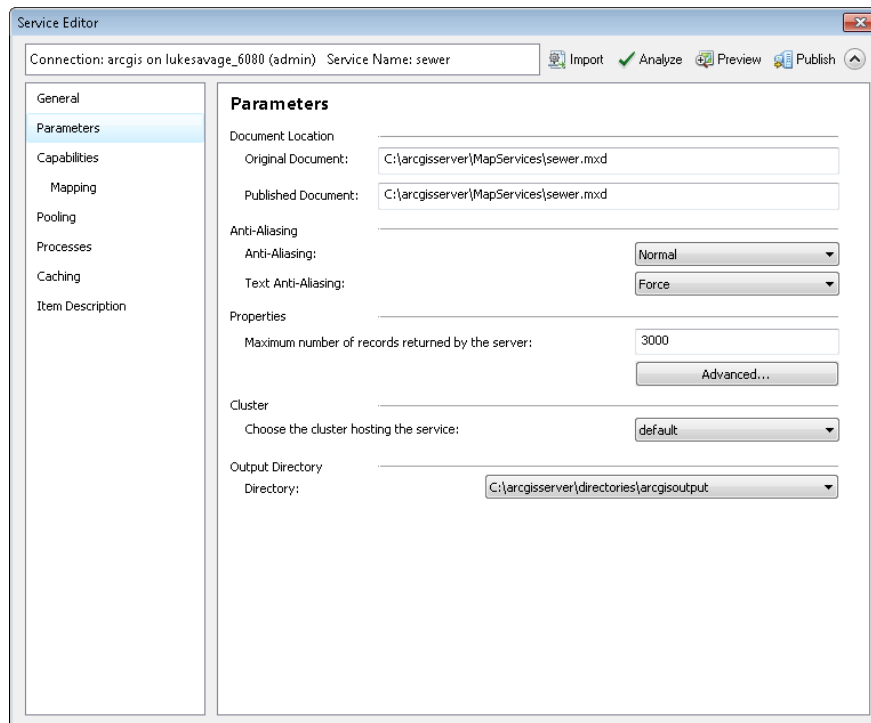 Service Editor
Connection: arcgis on lukesavage_6080 (admin) Service Name: sewer
Import
Analyze
Preview
Publish
General
Parameters
Capabilities
Mapping
Pooling
Processes
Caching
Item Description
Parameters
Document Location
Original Document: C:\arcgisserver\MapServices\sewer.mxd
Published Document: C:\arcgisserver\MapServices\sewer.mxd
Anti-Aliasing
Anti-Aliasing: Normal
Text Anti-Aliasing: Force
Properties
Maximum number of records returned by the server: 3000
Advanced...
Cluster
Choose the cluster hosting the service: default
Output Directory
Directory: C:\arcgisserver\directories\arcgisoutput